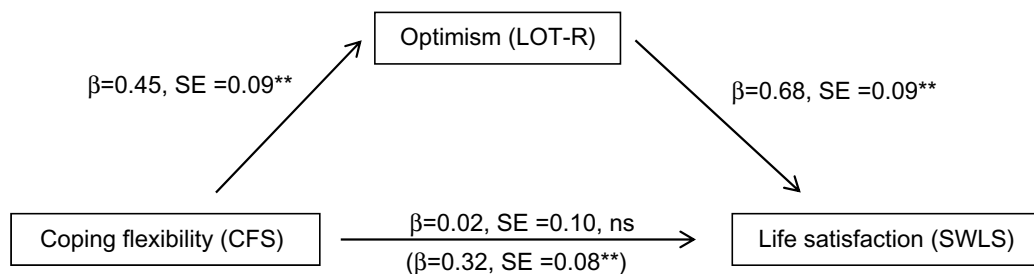 Optimism (LOT-R)
β=0.45, SE =0.09**
β=0.68, SE =0.09**
Coping flexibility (CFS)
β=0.02, SE =0.10, ns
(β=0.32, SE =0.08**)
Life satisfaction (SWLS)